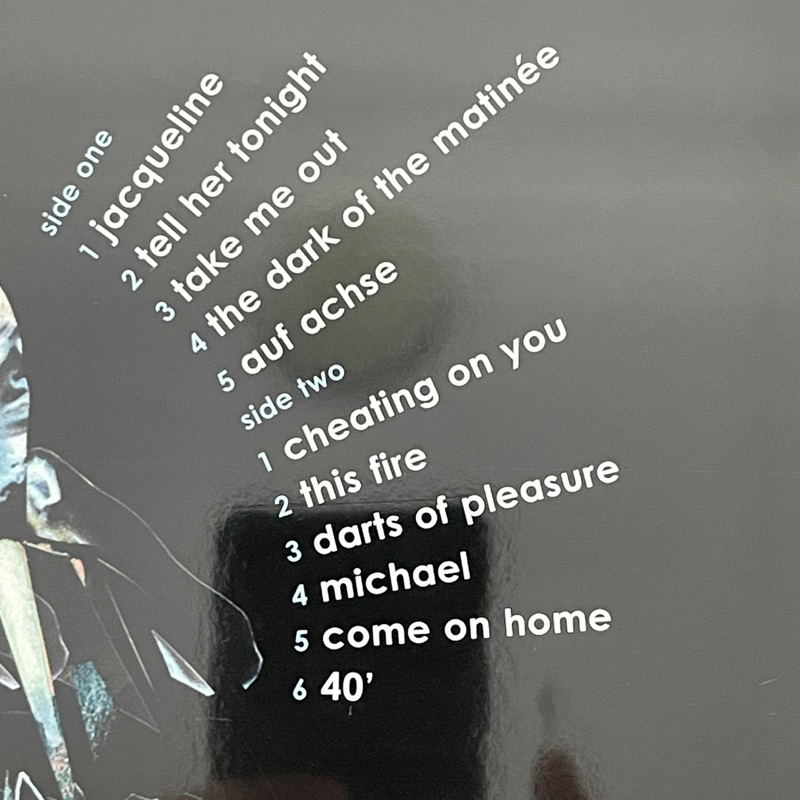 side one
1 jacqueline
2 tell her tonight
3 take me out
4 the dark of the matinée
5 auf achse
side two
1 cheating on you
2 this fire
3 darts of pleasure
4 michael
5 come on home
6 40’